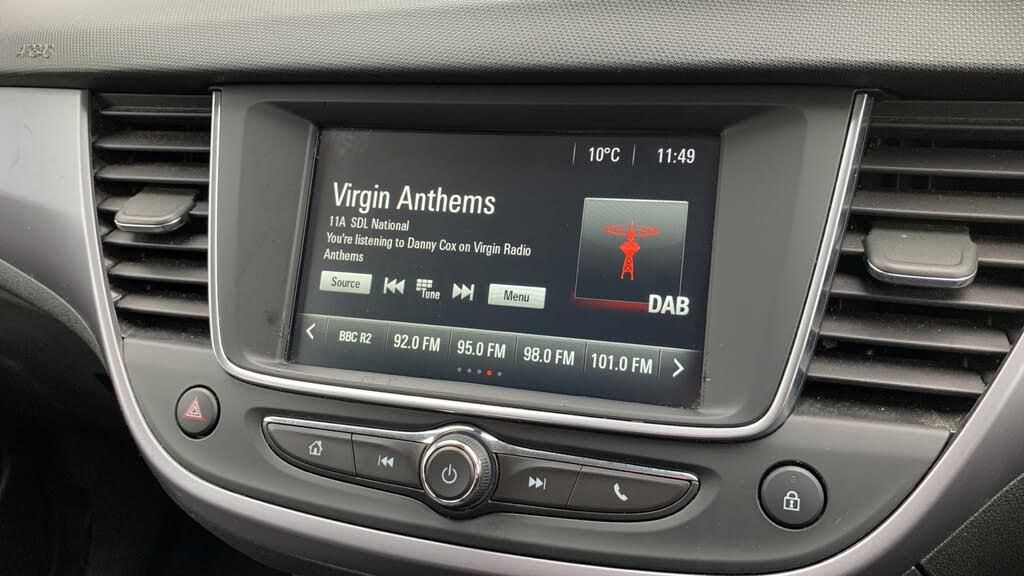 AIRBAG
10°C
11:49
Virgin Anthems
11A SDL National
You're listening to Danny Cox on Virgin Radio
Anthems
Source
Tune
Menu
DAB
BBC R2
92.0 FM
95.0 FM
98.0 FM
101.0 FM